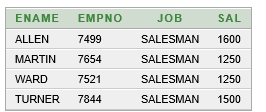 ENAME EMPNO JOB SAL
ALLEN 7499 SALESMAN 1600
MARTIN 7654 SALESMAN 1250
WARD 7521 SALESMAN 1250
TURNER 7844 SALESMAN 1500